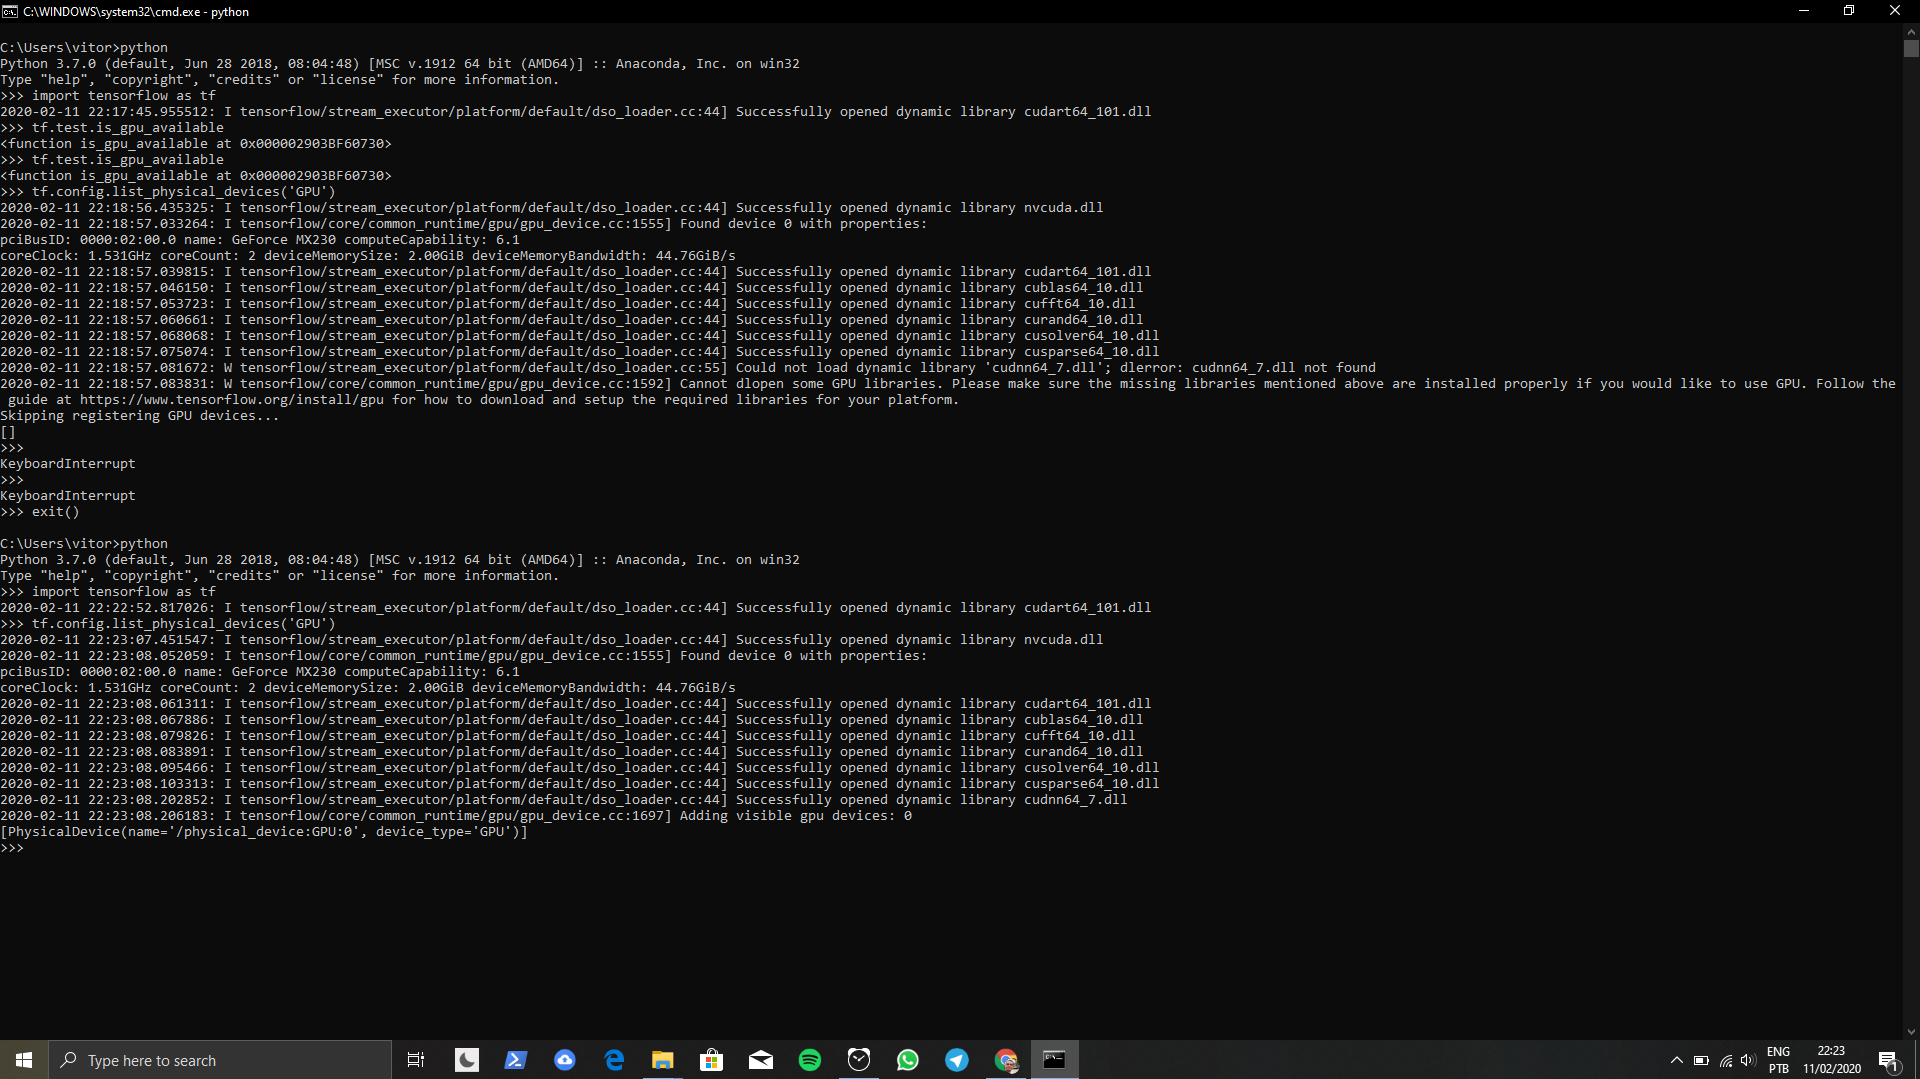 C:\WINDOWS\system32\cmd.exe - python
C:\Users\vitor>python
Python 3.7.0 (default, Jun 28 2018, 08:04:48) [MSC v.1912 64 bit (AMD64)] :: Anaconda, Inc. on win32
Type "help", "copyright", "credits" or "license" for more information.
>>> import tensorflow as tf
2020-02-11 22:17:45.955512: I tensorflow/stream_executor/platform/default/dso_loader.cc:44] Successfully opened dynamic library cudart64_101.dll
>>> tf.test.is_gpu_available
<function is_gpu_available at 0x000002903BF60730>
>>> tf.test.is_gpu_available
<function is_gpu_available at 0x000002903BF60730>
>>> tf.config.list_physical_devices('GPU')
2020-02-11 22:18:56.435325: I tensorflow/stream_executor/platform/default/dso_loader.cc:44] Successfully opened dynamic library nvcuda.dll
2020-02-11 22:18:57.033264: I tensorflow/core/common_runtime/gpu/gpu_device.cc:1555] Found device 0 with properties:
pciBusID: 0000:02:00.0 name: GeForce MX230 computeCapability: 6.1
coreClock: 1.531GHz coreCount: 2 deviceMemorySize: 2.00GiB deviceMemoryBandwidth: 44.76GiB/s
2020-02-11 22:18:57.039815: I tensorflow/stream_executor/platform/default/dso_loader.cc:44] Successfully opened dynamic library cudart64_101.dll
2020-02-11 22:18:57.046150: I tensorflow/stream_executor/platform/default/dso_loader.cc:44] Successfully opened dynamic library cublas64_10.dll
2020-02-11 22:18:57.053723: I tensorflow/stream_executor/platform/default/dso_loader.cc:44] Successfully opened dynamic library cufft64_10.dll
2020-02-11 22:18:57.060661: I tensorflow/stream_executor/platform/default/dso_loader.cc:44] Successfully opened dynamic library curand64_10.dll
2020-02-11 22:18:57.068068: I tensorflow/stream_executor/platform/default/dso_loader.cc:44] Successfully opened dynamic library cusolver64_10.dll
2020-02-11 22:18:57.075074: I tensorflow/stream_executor/platform/default/dso_loader.cc:44] Successfully opened dynamic library cusparse64_10.dll
2020-02-11 22:18:57.081672: W tensorflow/stream_executor/platform/default/dso_loader.cc:55] Could not load dynamic library 'cudnn64_7.dll'; dlerror: cudnn64_7.dll not found
2020-02-11 22:18:57.083831: W tensorflow/core/common_runtime/gpu/gpu_device.cc:1592] Cannot dlopen some GPU libraries. Please make sure the missing libraries mentioned above are installed properly if you would like to use GPU. Follow the
 guide at https://www.tensorflow.org/install/gpu for how to download and setup the required libraries for your platform.
Skipping registering GPU devices...
[]
>>>
KeyboardInterrupt
>>>
KeyboardInterrupt
>>> exit()
C:\Users\vitor>python
Python 3.7.0 (default, Jun 28 2018, 08:04:48) [MSC v.1912 64 bit (AMD64)] :: Anaconda, Inc. on win32
Type "help", "copyright", "credits" or "license" for more information.
>>> import tensorflow as tf
2020-02-11 22:22:52.817026: I tensorflow/stream_executor/platform/default/dso_loader.cc:44] Successfully opened dynamic library cudart64_101.dll
>>> tf.config.list_physical_devices('GPU')
2020-02-11 22:23:07.451547: I tensorflow/stream_executor/platform/default/dso_loader.cc:44] Successfully opened dynamic library nvcuda.dll
2020-02-11 22:23:08.052059: I tensorflow/core/common_runtime/gpu/gpu_device.cc:1555] Found device 0 with properties:
pciBusID: 0000:02:00.0 name: GeForce MX230 computeCapability: 6.1
coreClock: 1.531GHz coreCount: 2 deviceMemorySize: 2.00GiB deviceMemoryBandwidth: 44.76GiB/s
2020-02-11 22:23:08.061311: I tensorflow/stream_executor/platform/default/dso_loader.cc:44] Successfully opened dynamic library cudart64_101.dll
2020-02-11 22:23:08.067886: I tensorflow/stream_executor/platform/default/dso_loader.cc:44] Successfully opened dynamic library cublas64_10.dll
2020-02-11 22:23:08.079826: I tensorflow/stream_executor/platform/default/dso_loader.cc:44] Successfully opened dynamic library cufft64_10.dll
2020-02-11 22:23:08.083891: I tensorflow/stream_executor/platform/default/dso_loader.cc:44] Successfully opened dynamic library curand64_10.dll
2020-02-11 22:23:08.095466: I tensorflow/stream_executor/platform/default/dso_loader.cc:44] Successfully opened dynamic library cusolver64_10.dll
2020-02-11 22:23:08.103313: I tensorflow/stream_executor/platform/default/dso_loader.cc:44] Successfully opened dynamic library cusparse64_10.dll
2020-02-11 22:23:08.202852: I tensorflow/stream_executor/platform/default/dso_loader.cc:44] Successfully opened dynamic library cudnn64_7.dll
2020-02-11 22:23:08.206183: I tensorflow/core/common_runtime/gpu/gpu_device.cc:1697] Adding visible gpu devices: 0
[PhysicalDevice(name='/physical_device:GPU:0', device_type='GPU')]
>>>
Type here to search
ENG
PTB
22:23
11/02/2020
1